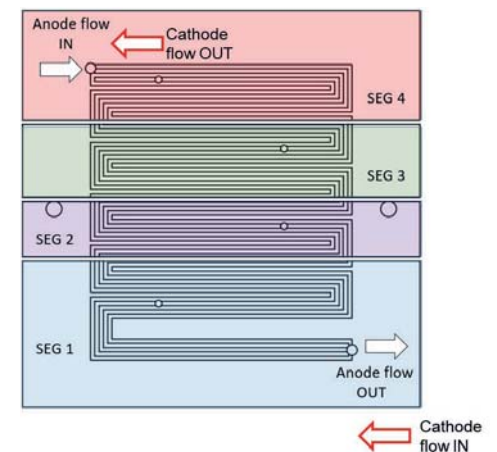 Anode flow
IN
Cathode
flow OUT
SEG 4
SEG 3
SEG 2
SEG 1
Anode flow
OUT
Cathode
flow IN